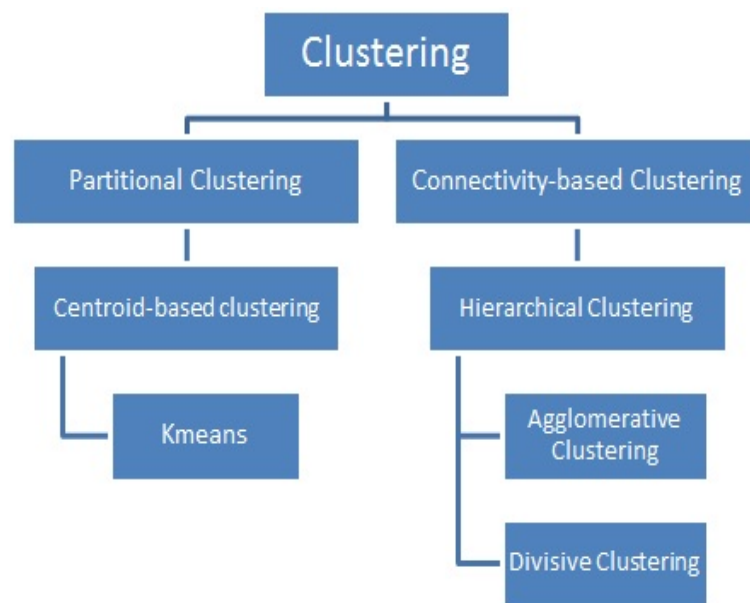 Clustering
Partitional Clustering
Connectivity-based Clustering
Centroid-based clustering
Hierarchical Clustering
Kmeans
Agglomerative
Clustering
Divisive Clustering